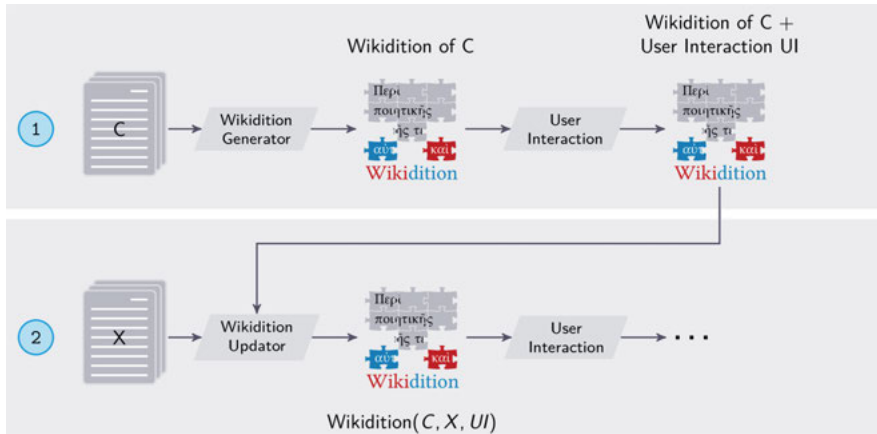 Wikidition of C
Wikidition of C +
User Interaction UI
1
C
Wikidition
Generator
Περὶ
ποιητικῆς
ῆς τι
αὐτ
καὶ
Wikidition
User
Interaction
Περὶ
ποιητικῆς
ῆς τι
αὐτ
καὶ
Wikidition
2
X
Wikidition
Updator
Περὶ
ποιητικῆς
ῆς τι
αὐτ
καὶ
Wikidition
User
Interaction
...
Wikidition(C, X, UI)